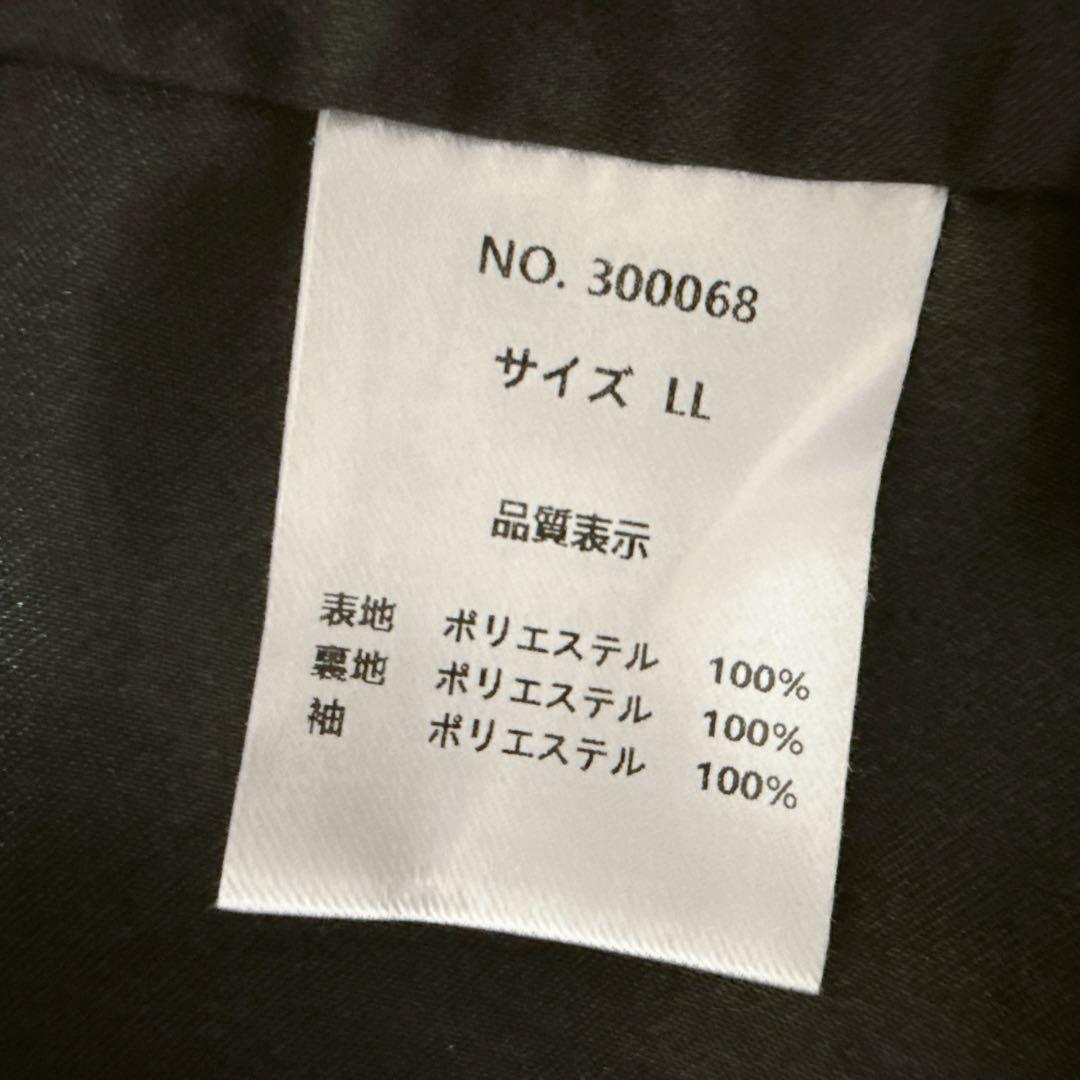 NO. 300068
サイズ LL
品質表示
表地 ポリエステル 100%
裏地 ポリエステル 100%
袖 ポリエステル 100%